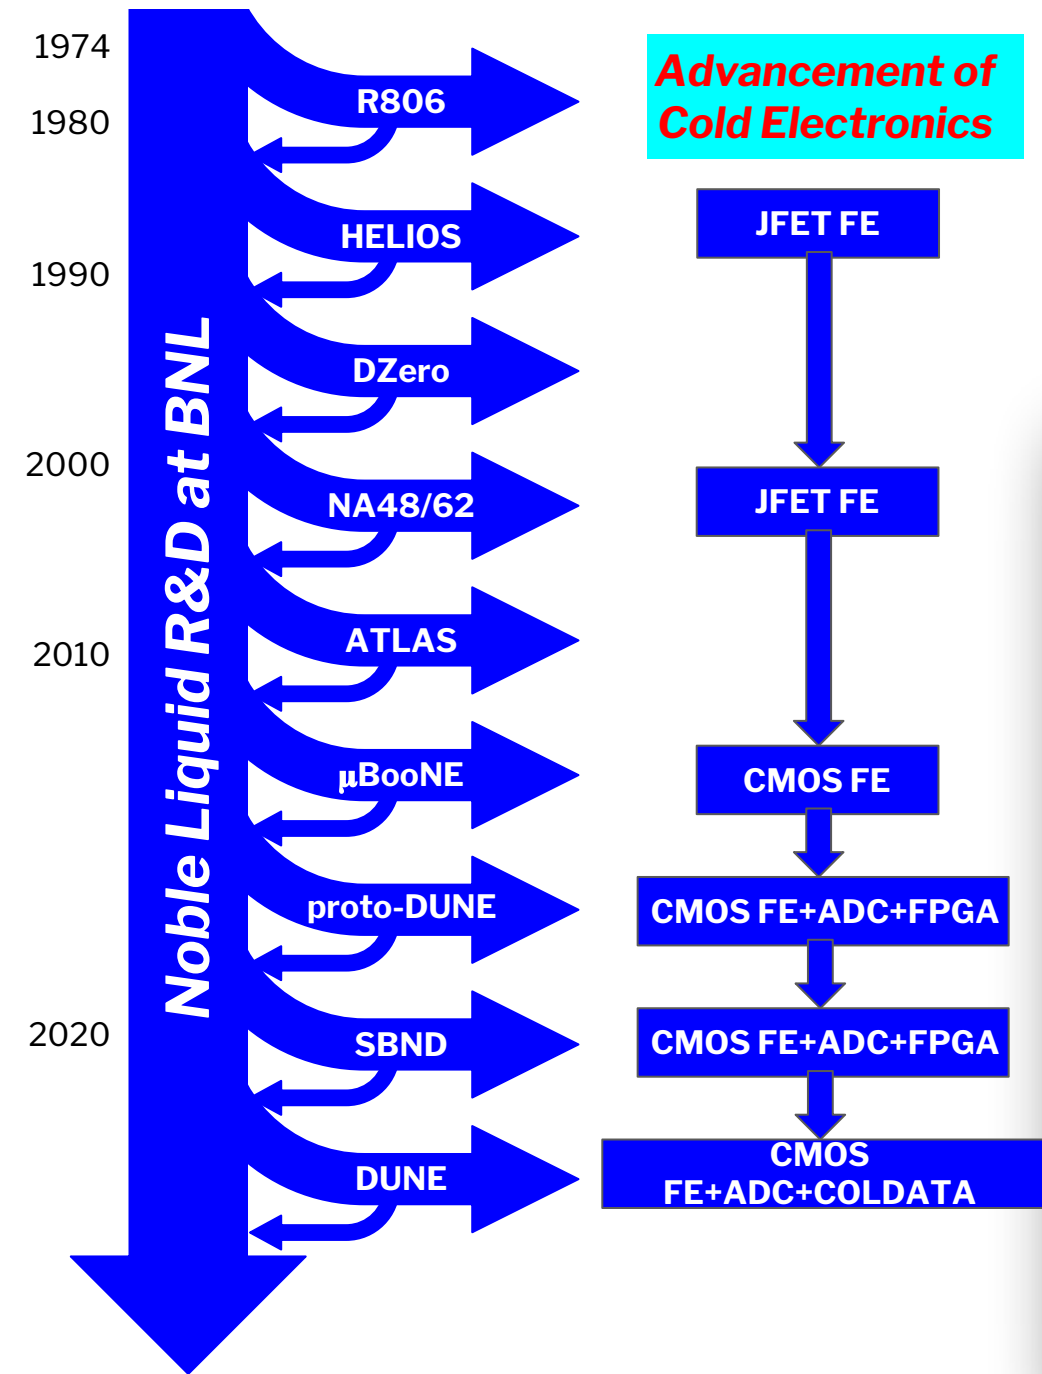 1974
1980
1990
2000
2010
2020
Noble Liquid R&D at BNL
R806
HELIOS
DZero
NA48/62
ATLAS
μBooNE
proto-DUNE
SBND
DUNE
Advancement of
Cold Electronics
JFET FE
JFET FE
CMOS FE
CMOS FE+ADC+FPGA
CMOS FE+ADC+FPGA
CMOS
FE+ADC+COLDATA